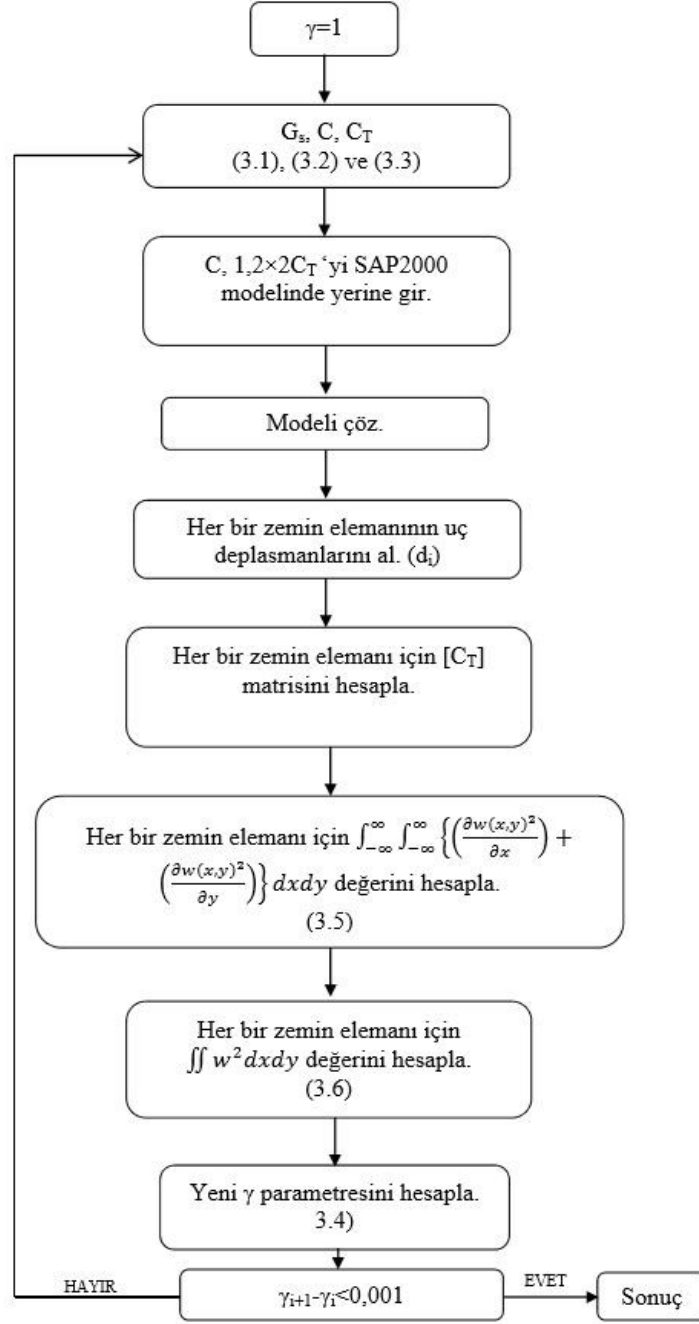 γ=1
Gₛ, C, C_T
(3.1), (3.2) ve (3.3)
C, 1,2×2C_T ‘yi SAP2000
modelinde yerine gir.
Modeli çöz.
Her bir zemin elemanının uç
deplasmanlarını al. (dᵢ)
Her bir zemin elemanı için [C_T]
matrisini hesapla.
Her bir zemin elemanı için ∫_{-∞}^{∞} ∫_{-∞}^{∞} {(∂w(x,y)²/∂x) +
(∂w(x,y)²/∂y)} dxdy değerini hesapla.
(3.5)
Her bir zemin elemanı için
∬ w² dxdy değerini hesapla.
(3.6)
Yeni γ parametresini hesapla.
3.4)
HAYIR
γᵢ₊₁-γᵢ<0,001
EVET
Sonuç